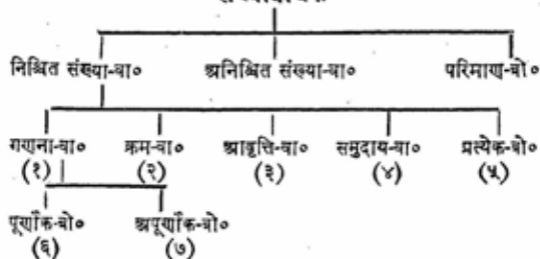 निश्चित संख्या-वा० अनिश्चित संख्या-वा० परिमाण-बो०
गणना-वा० क्रम-वा० आवृत्ति-वा० समुदाय-वा० प्रत्येक-बो०
(१) (२) (३) (४) (५)
पूर्णांक-बो० अपूर्णांक-बो०
(६) (७)